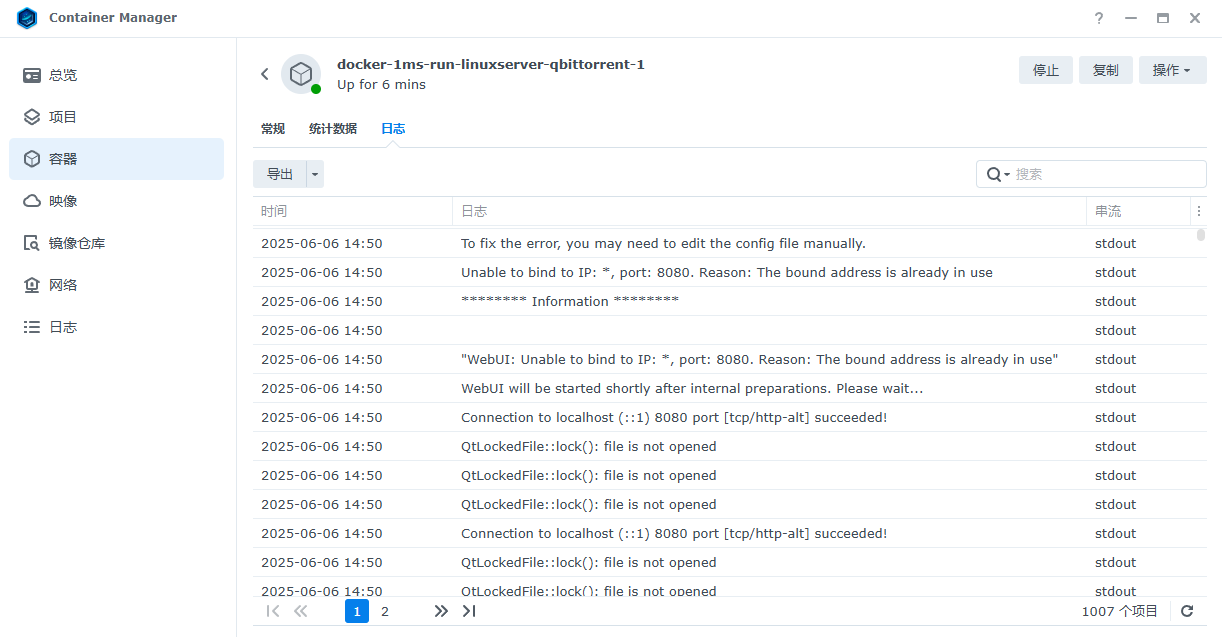 Container Manager
总览
项目
容器
映像
镜像仓库
网络
日志
docker-1ms-run-linuxserver-qbittorrent-1
Up for 6 mins
停止
复制
操作
常规 统计数据 日志
导出
搜索
时间 日志 串流
2025-06-06 14:50 To fix the error, you may need to edit the config file manually. stdout
2025-06-06 14:50 Unable to bind to IP: *, port: 8080. Reason: The bound address is already in use stdout
2025-06-06 14:50 ******** Information ******** stdout
2025-06-06 14:50 stdout
2025-06-06 14:50 "WebUI: Unable to bind to IP: *, port: 8080. Reason: The bound address is already in use" stdout
2025-06-06 14:50 WebUI will be started shortly after internal preparations. Please wait... stdout
2025-06-06 14:50 Connection to localhost (::1) 8080 port [tcp/http-alt] succeeded! stdout
2025-06-06 14:50 QtLockedFile::lock(): file is not opened stdout
2025-06-06 14:50 QtLockedFile::lock(): file is not opened stdout
2025-06-06 14:50 QtLockedFile::lock(): file is not opened stdout
2025-06-06 14:50 Connection to localhost (::1) 8080 port [tcp/http-alt] succeeded! stdout
2025-06-06 14:50 QtLockedFile::lock(): file is not opened stdout
2025-06-06 14:50 QtLockedFile::lock(): file is not opened stdout
1 2 1007 个项目